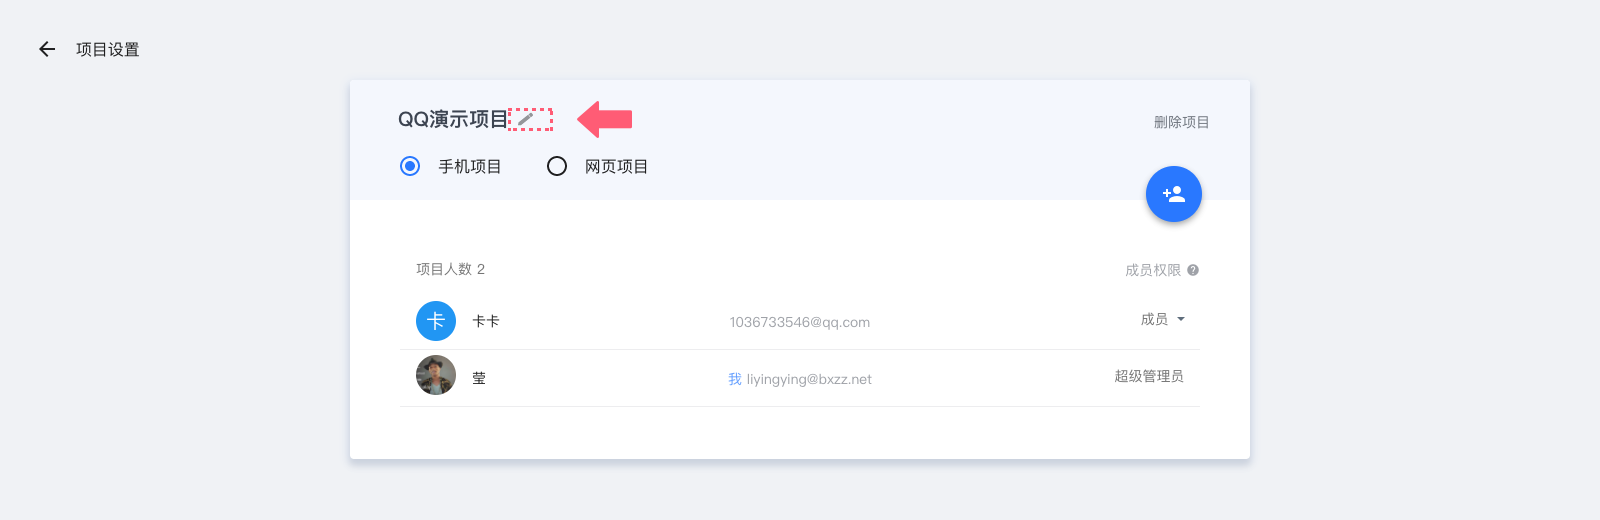 项目设置
QQ演示项目
删除项目
手机项目 网页项目
项目人数 2 成员权限 ?
卡 卡卡 1036733546@qq.com 成员
莹 我 liyingying@bxzz.net 超级管理员